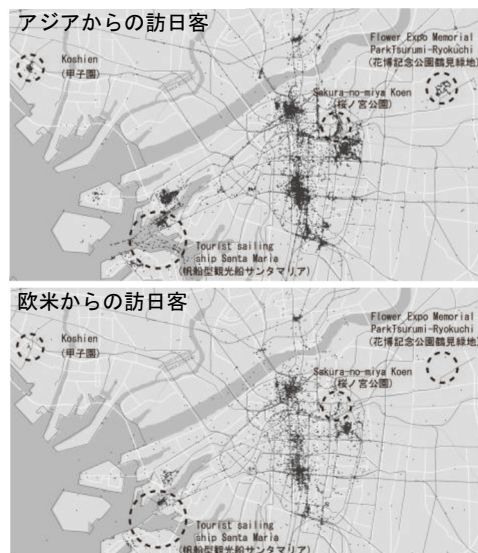 アジアからの訪日客
Flower Expo Memorial
ParkTsurumi-Ryokuchi
(花博記念公園鶴見緑地)
Koshien
(甲子園)
Sakura-no-miya Koen
(桜ノ宮公園)
Tourist sailing
ship Santa Maria
(帆船型観光船サンタマリア)
欧米からの訪日客
Flower Expo Memorial
ParkTsurumi-Ryokuchi
(花博記念公園鶴見緑地)
Koshien
(甲子園)
Sakura-no-miya Koen
(桜ノ宮公園)
Tourist sailing
ship Santa Maria
(帆船型観光船サンタマリア)